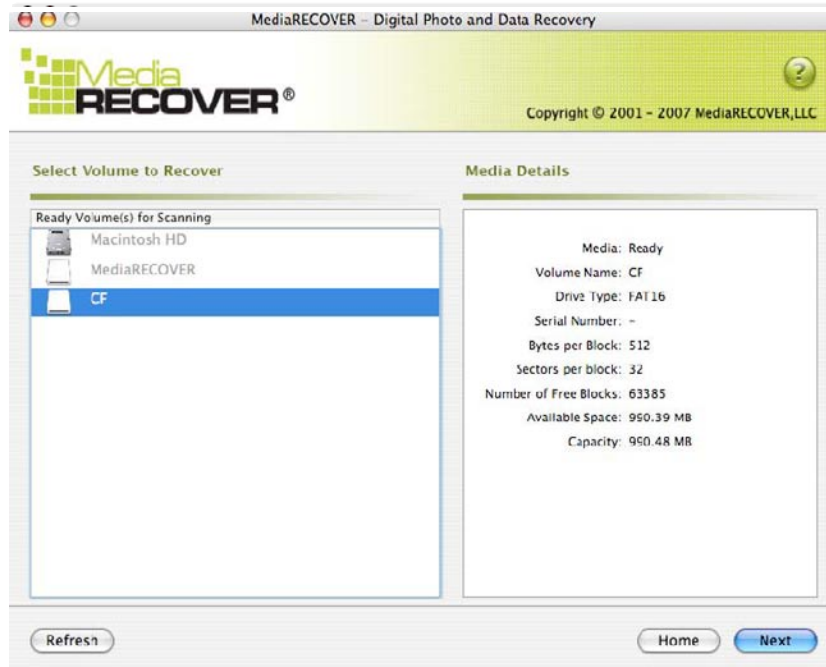 MediaRECOVER – Digital Photo and Data Recovery
Media
RECOVER®
?
Copyright © 2001 – 2007 MediaRECOVER,LLC
Select Volume to Recover
Ready Volume(s) for Scanning
Macintosh HD
MediaRECOVER
CF
Media Details
Media: Ready
Volume Name: CF
Drive Type: FAT16
Serial Number: –
Bytes per Block: 512
Sectors per block: 32
Number of Free Blocks: 63385
Available Space: 990.39 MB
Capacity: 990.48 MB
Refresh
Home
Next